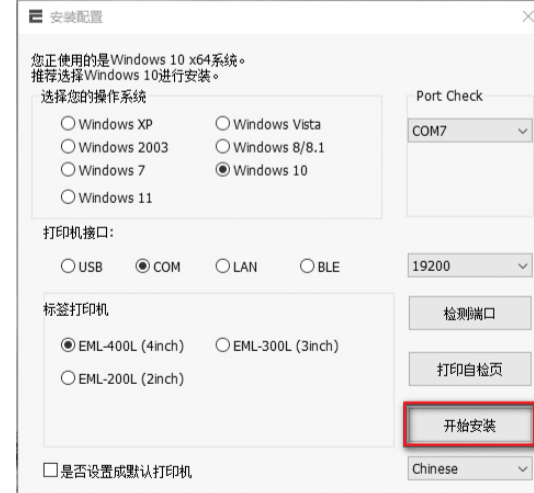 安装配置
您正使用的是Windows 10 x64系统。
推荐选择Windows 10进行安装。
选择您的操作系统
Windows XP
Windows Vista
Windows 2003
Windows 8/8.1
Windows 7
Windows 10
Windows 11
Port Check
COM7
打印机接口:
USB
COM
LAN
BLE
19200
标签打印机
EML-400L (4inch)
EML-300L (3inch)
EML-200L (2inch)
检测端口
打印自检页
开始安装
是否设置成默认打印机
Chinese